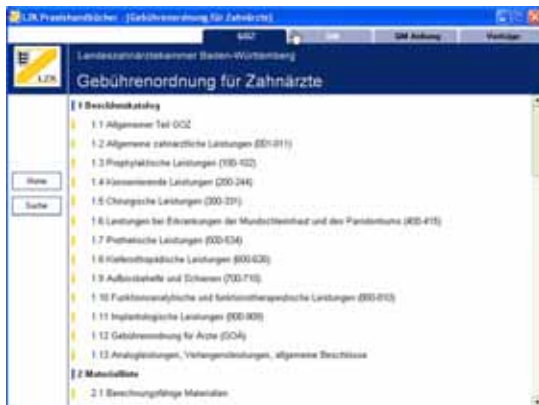 LZK Praxishandbücher - [Gebührenordnung für Zahnärzte]
GOZ QM QM Anhang Verträge
Landeszahnärztekammer Baden-Württemberg
LZK
Gebührenordnung für Zahnärzte
1 Beschlusskatalog
1.1 Allgemeiner Teil GOZ
1.2 Allgemeine zahnärztliche Leistungen (001-011)
1.3 Prophylaktische Leistungen (100-102)
Home
1.4 Konservierende Leistungen (200-244)
Suche
1.5 Chirurgische Leistungen (300-331)
1.6 Leistungen bei Erkrankungen der Mundschleimhaut und des Parodontiums (400-415)
1.7 Prothetische Leistungen (500-534)
1.8 Kieferorthopädische Leistungen (600-626)
1.9 Aufbissbehelfe und Schienen (700-710)
1.10 Funktionsanalytische und funktionstherapeutische Leistungen (800-810)
1.11 Implantologische Leistungen (900-909)
1.12 Gebührenordnung für Ärzte (GOÄ)
1.13 Analogleistungen, Verlangensleistungen, allgemeine Beschlüsse
2 Materialliste
2.1 Berechnungsfähige Materialien